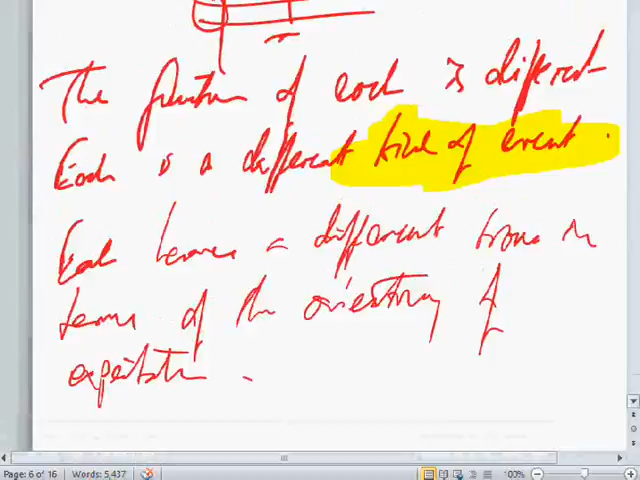 The function of each is different
Each is a different kind of event.
Each leaves a different trace in
terms of the orienting of
expectation.
Page: 6 of 16
Words: 5,437
100%